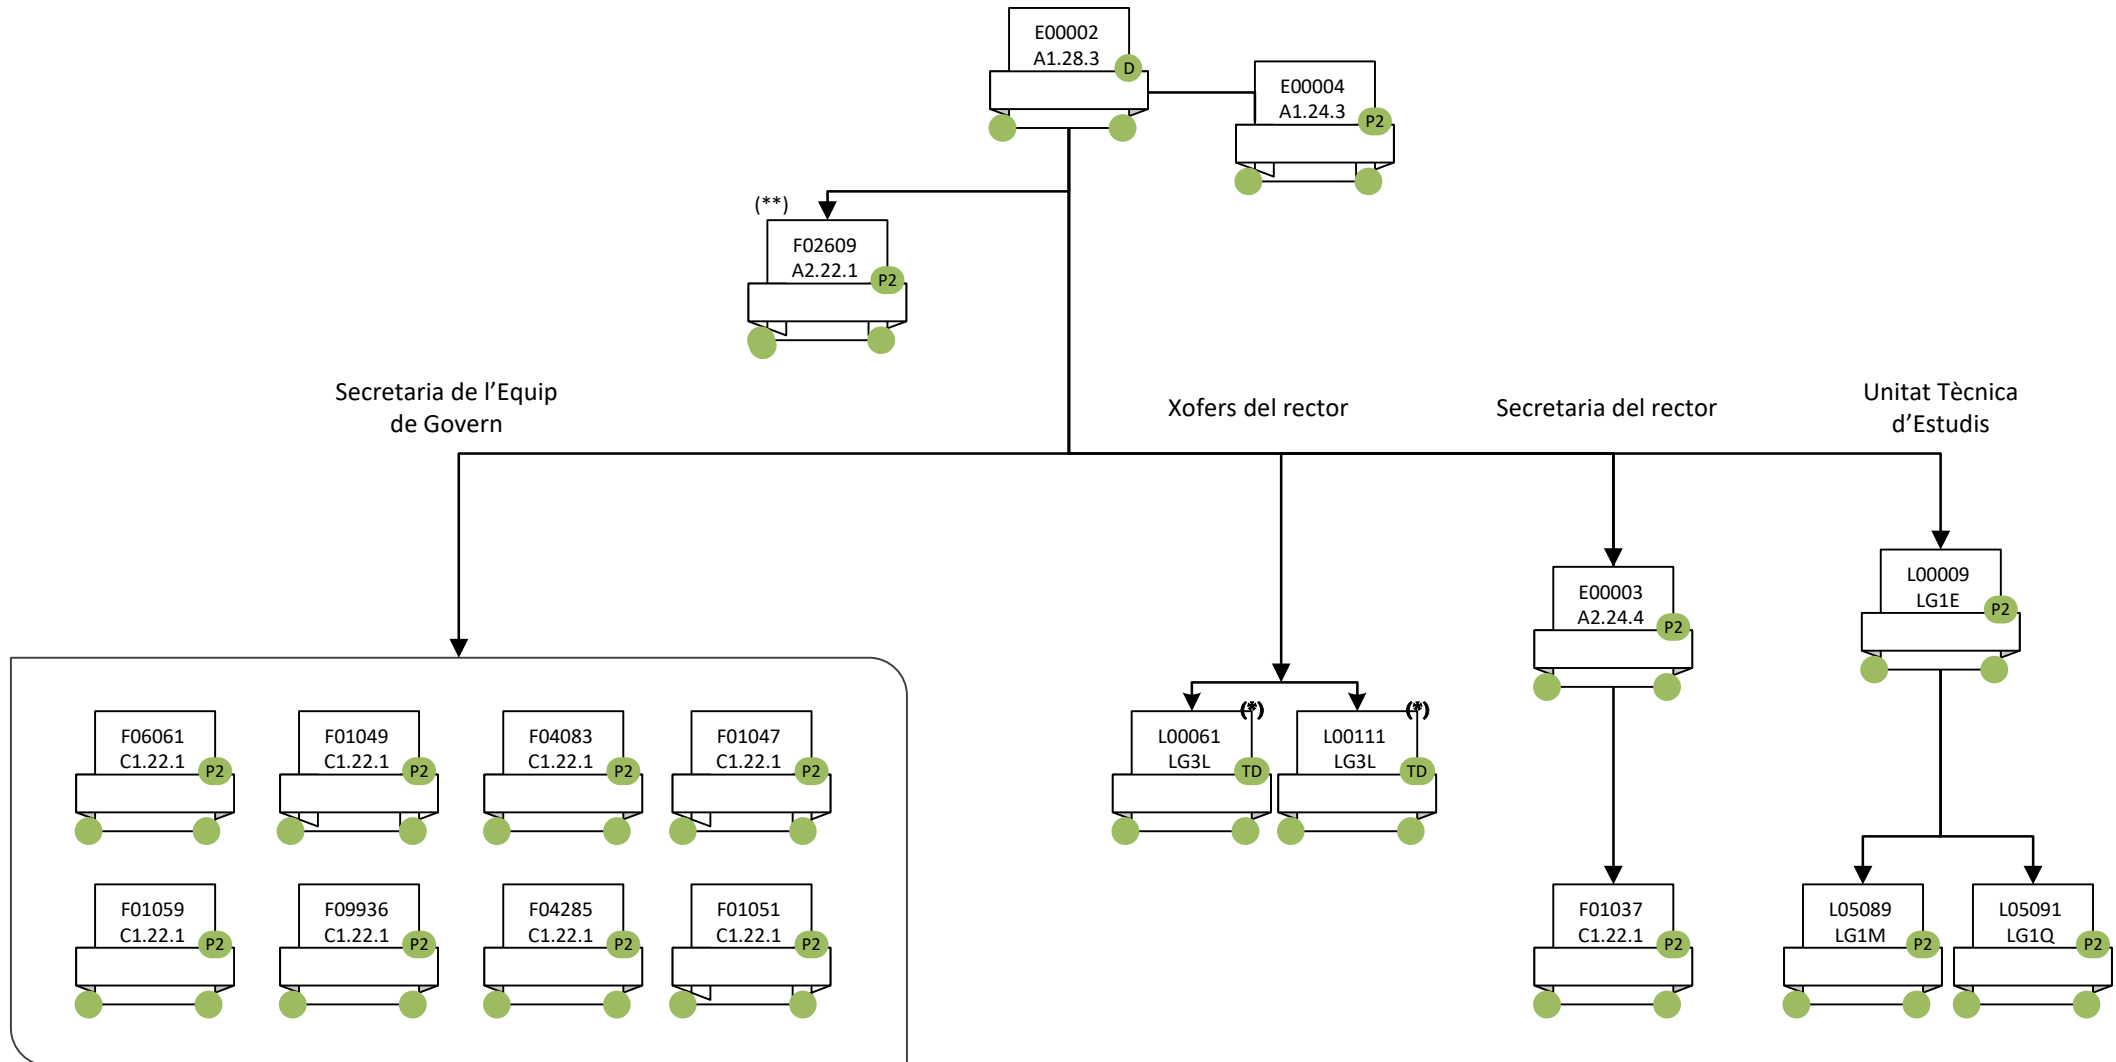 E00002
A1.28.3
D
E00004
A1.24.3
P2
(**)
F02609
A2.22.1
P2
Secretaria de l’Equip
de Govern
Xofers del rector
Secretaria del rector
Unitat Tècnica
d’Estudis
L00009
LG1E
P2
E00003
A2.24.4
P2
F06061
C1.22.1
P2
F01049
C1.22.1
P2
F04083
C1.22.1
P2
F01047
C1.22.1
P2
(*)
L00061
LG3L
TD
(*)
L00111
LG3L
TD
F01059
C1.22.1
P2
F09936
C1.22.1
P2
F04285
C1.22.1
P2
F01051
C1.22.1
P2
F01037
C1.22.1
P2
L05089
LG1M
P2
L05091
LG1Q
P2